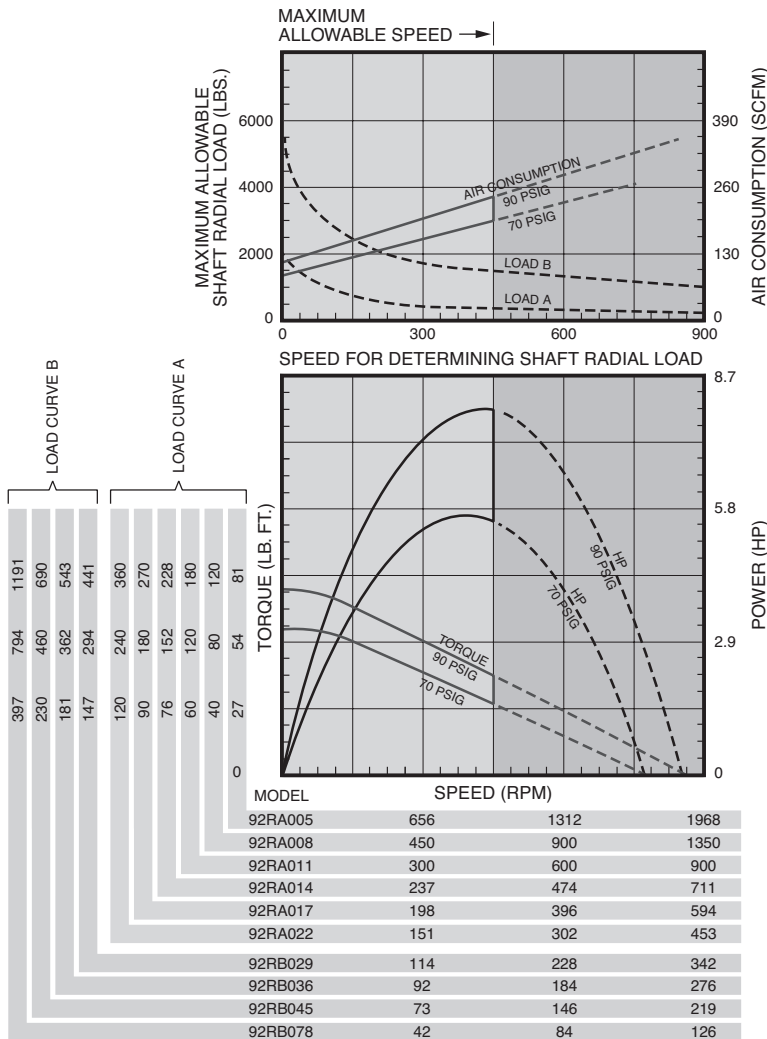 MAXIMUM
ALLOWABLE SPEED
MAXIMUM ALLOWABLE
SHAFT RADIAL LOAD (LBS.)
6000
4000
2000
0
AIR CONSUMPTION
90 PSIG
70 PSIG
LOAD B
LOAD A
390
260
130
0
AIR CONSUMPTION (SCFM)
0 300 600 900
SPEED FOR DETERMINING SHAFT RADIAL LOAD
LOAD CURVE B
LOAD CURVE A
1191 690 543 441 360 270 228 180 120 81
794 460 362 294 240 180 152 120 80 54
397 230 181 147 120 90 76 60 40 27
0
TORQUE (LB. FT.)
HP
90 PSIG
HP
70 PSIG
TORQUE
90 PSIG
70 PSIG
8.7
5.8
2.9
0
POWER (HP)
MODEL SPEED (RPM)
92RA005 656 1312 1968
92RA008 450 900 1350
92RA011 300 600 900
92RA014 237 474 711
92RA017 198 396 594
92RA022 151 302 453
92RB029 114 228 342
92RB036 92 184 276
92RB045 73 146 219
92RB078 42 84 126